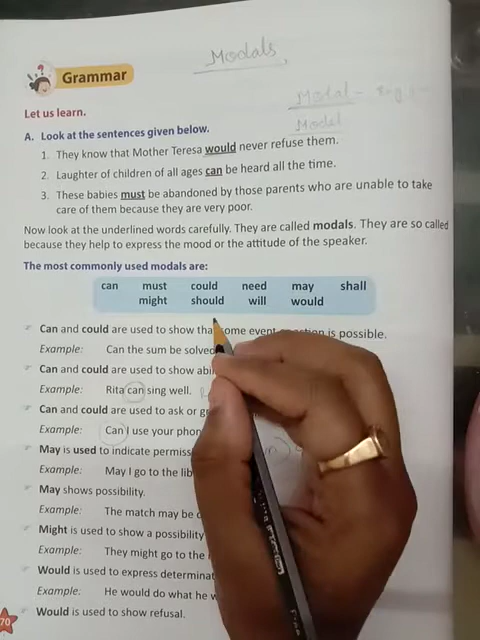 Modals
Grammar
Modal -
Model
Let us learn.
A. Look at the sentences given below.
1. They know that Mother Teresa would never refuse them.
2. Laughter of children of all ages can be heard all the time.
3. These babies must be abandoned by those parents who are unable to take
care of them because they are very poor.
Now look at the underlined words carefully. They are called modals. They are so called
because they help to express the mood or the attitude of the speaker.
The most commonly used modals are:
can must could need may shall
might should will would
Can and could are used to show that some event is possible.
Example: Can the sum be solved
Can and could are used to show
Example: Rita can sing well.
Can and could are used to ask or
Example: Can I use your
May is used to indicate
Example: May I go to the
May shows possibility.
Example: The match may be
Might is used to show a possibility
Example: They might go to the
Would is used to express
Example: He would do what he
Would is used to show refusal.
70